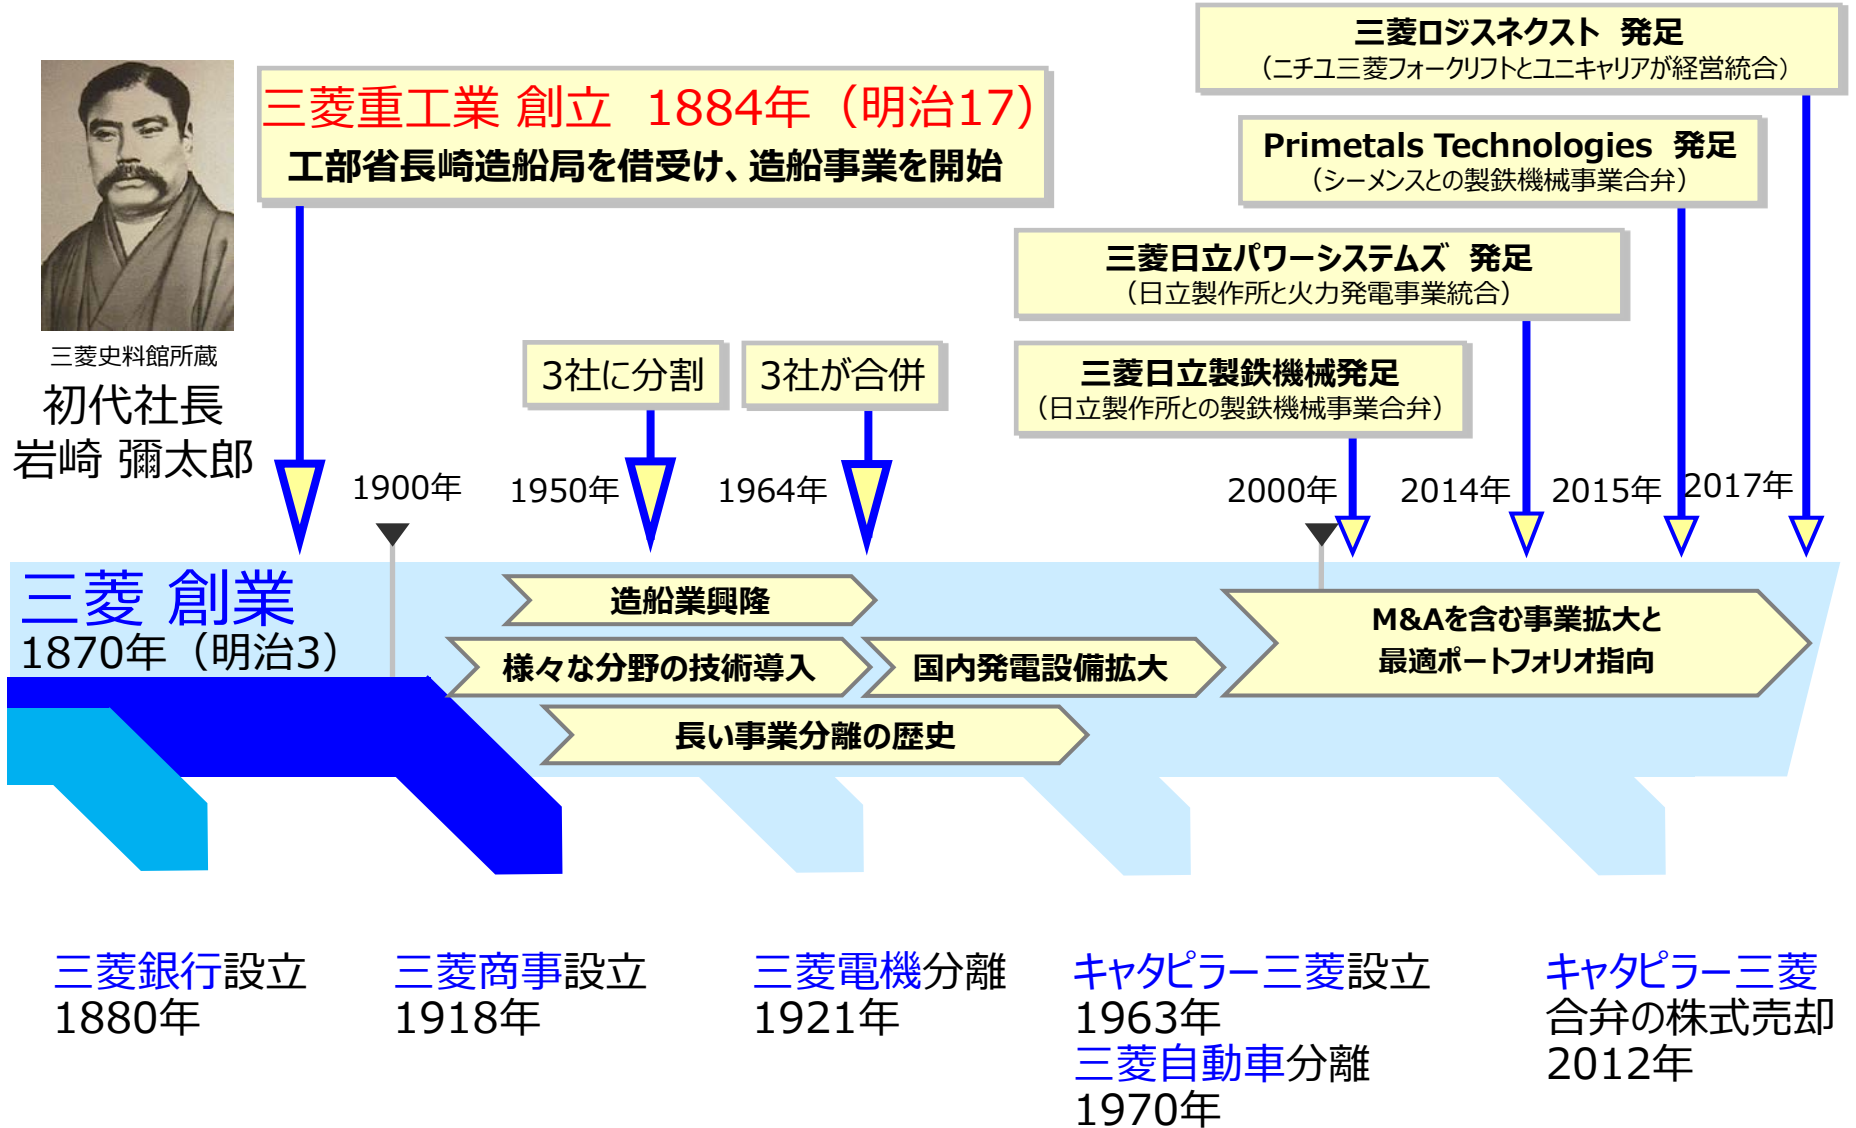 三菱ロジスネクスト 発足
（ニチユ三菱フォークリフトとユニキャリアが経営統合）
三菱重工業 創立 1884年（明治17）
工部省長崎造船局を借受け、造船事業を開始
Primetals Technologies 発足
（シーメンスとの製鉄機械事業合弁）
三菱日立パワーシステムズ 発足
（日立製作所と火力発電事業統合）
三菱史料館所蔵
初代社長
岩崎 彌太郎
3社に分割
3社が合併
三菱日立製鉄機械発足
（日立製作所との製鉄機械事業合弁）
1900年
1950年
1964年
2000年
2014年
2015年
2017年
三菱 創業
1870年（明治3）
造船業興隆
様々な分野の技術導入
国内発電設備拡大
長い事業分離の歴史
M&Aを含む事業拡大と
最適ポートフォリオ指向
三菱銀行設立
1880年
三菱商事設立
1918年
三菱電機分離
1921年
キャタピラー三菱設立
1963年
三菱自動車分離
1970年
キャタピラー三菱
合弁の株式売却
2012年